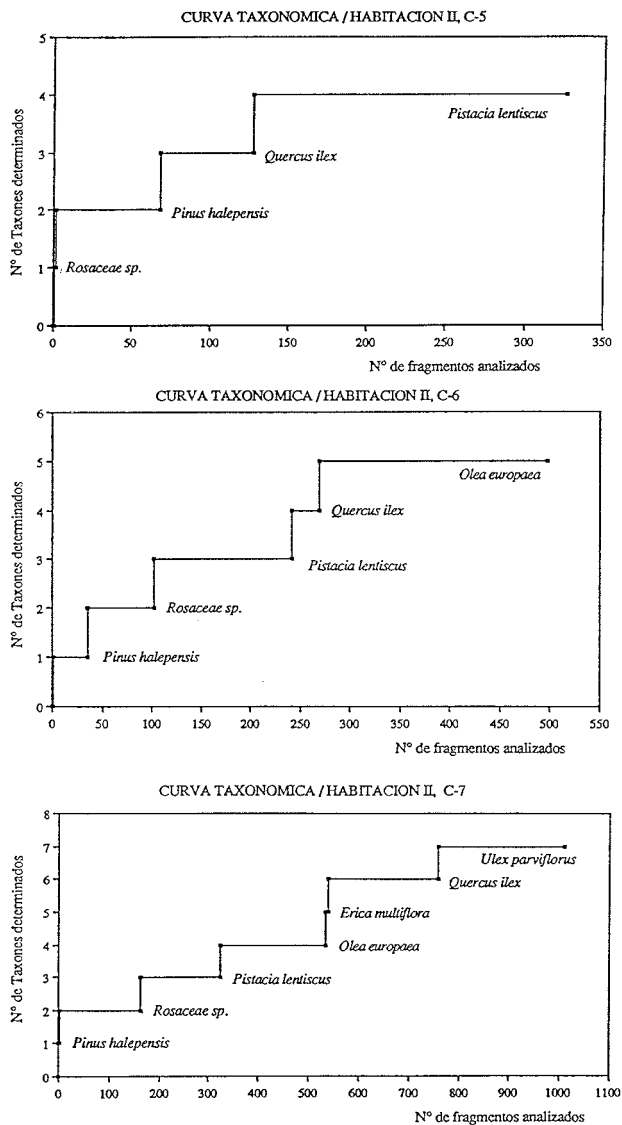 CURVA TAXONOMICA / HABITACION II, C-5
5
4
3
2
1
0
Nº de Taxones determinados
Pistacia lentiscus
Quercus ilex
Pinus halepensis
Rosaceae sp.
0 50 100 150 200 250 300 350
Nº de fragmentos analizados
CURVA TAXONOMICA / HABITACION II, C-6
6
5
4
3
2
1
0
Nº de Taxones determinados
Olea europaea
Quercus ilex
Pistacia lentiscus
Rosaceae sp.
Pinus halepensis
0 50 100 150 200 250 300 350 400 450 500 550
Nº de fragmentos analizados
CURVA TAXONOMICA / HABITACION II, C-7
8
7
6
5
4
3
2
1
0
Nº de Taxones determinados
Ulex parviflorus
Quercus ilex
Erica multiflora
Olea europaea
Pistacia lentiscus
Rosaceae sp.
Pinus halepensis
0 100 200 300 400 500 600 700 800 900 1000 1100
Nº de fragmentos analizados